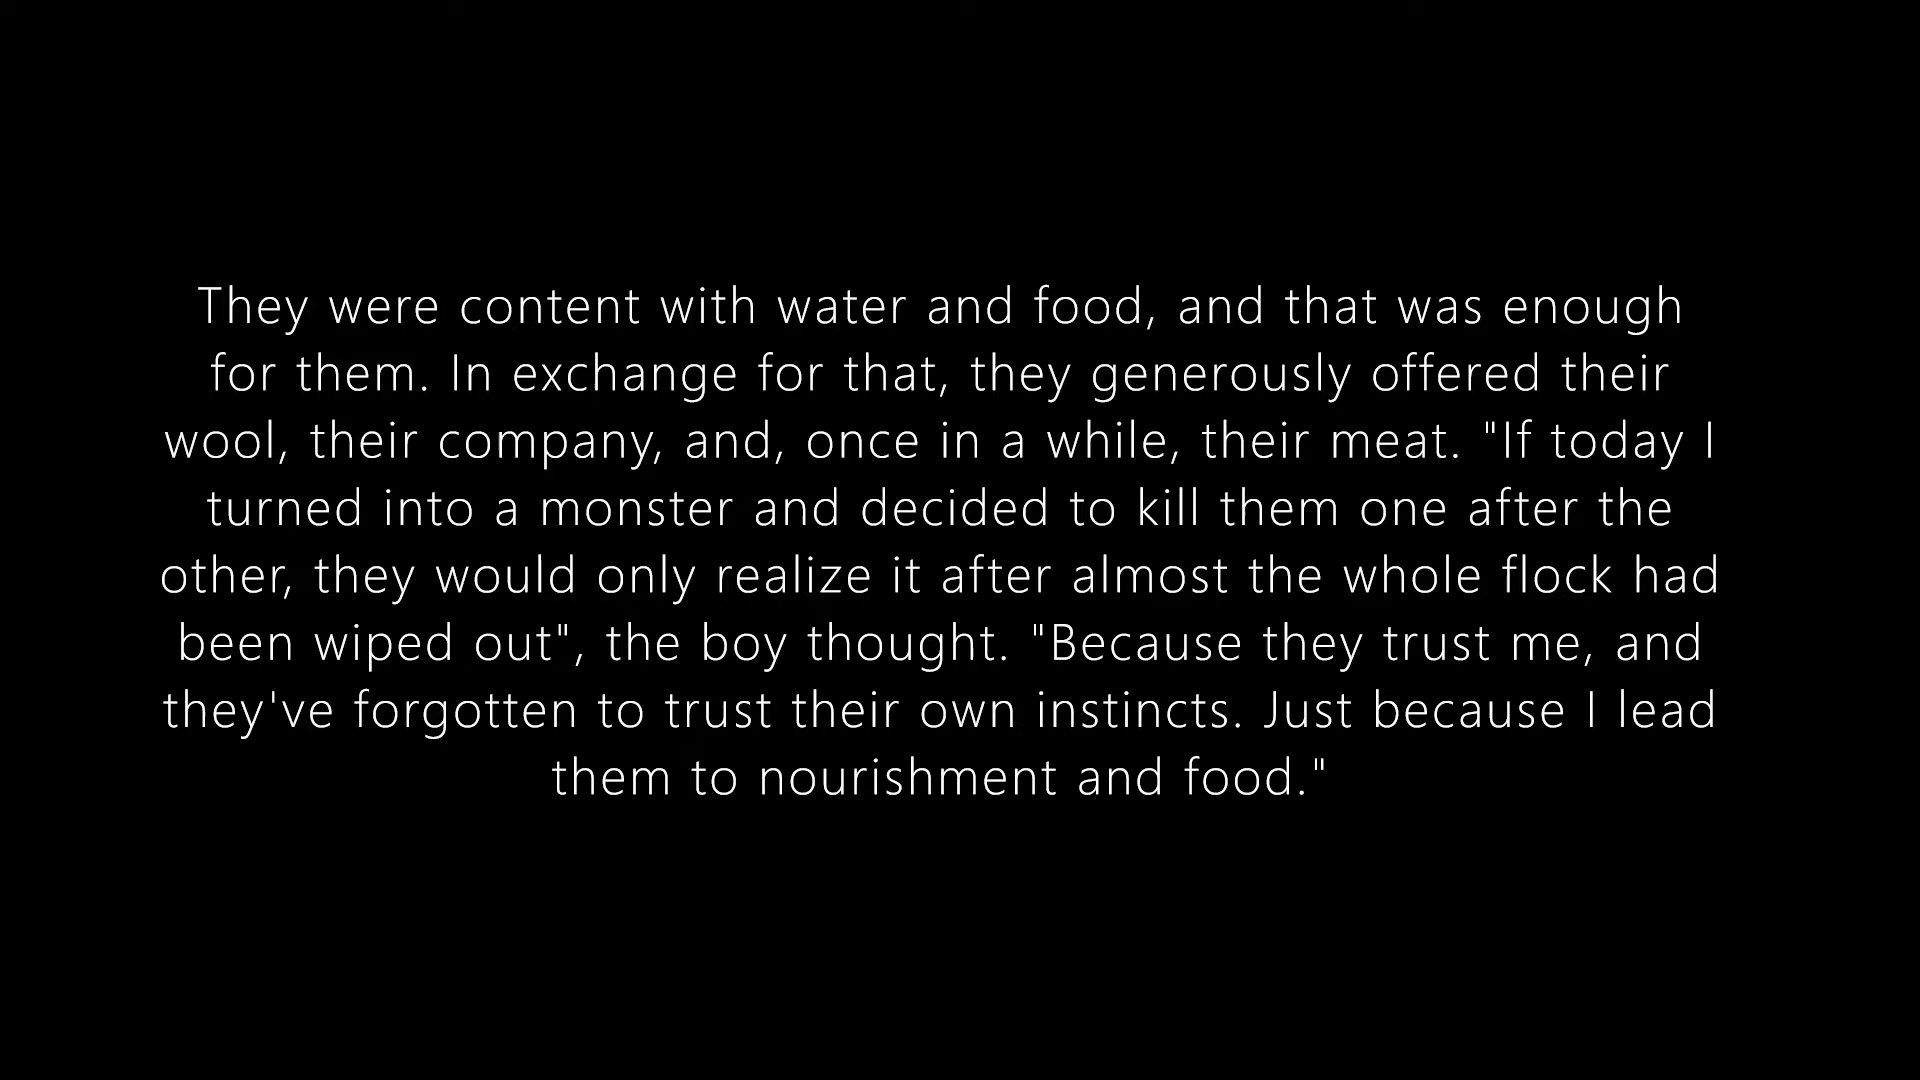 They were content with water and food, and that was enough
for them. In exchange for that, they generously offered their
wool, their company, and, once in a while, their meat. "If today I
turned into a monster and decided to kill them one after the
other, they would only realize it after almost the whole flock had
been wiped out", the boy thought. "Because they trust me, and
they've forgotten to trust their own instincts. Just because I lead
them to nourishment and food."